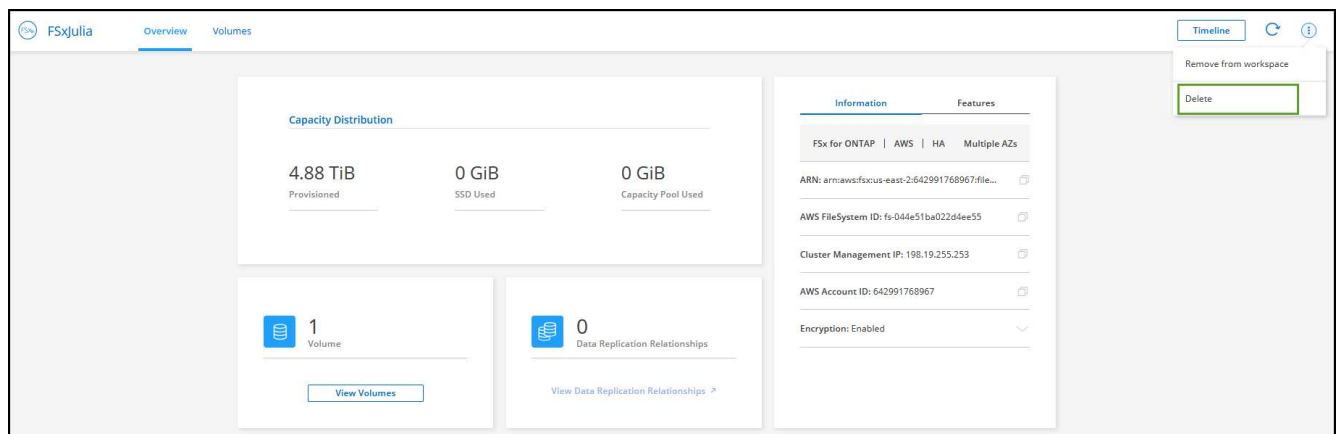 FSxJulia
Overview Volumes
Timeline
Remove from workspace
Delete
Capacity Distribution
4.88 TiB
Provisioned
0 GiB
SSD Used
0 GiB
Capacity Pool Used
1
Volume
View Volumes
0
Data Replication Relationships
View Data Replication Relationships
Information Features
FSx for ONTAP | AWS | HA Multiple AZs
ARN: arn:aws:fsx:us-east-2:642991768967:file...
AWS FileSystem ID: fs-044e51ba022d4ee55
Cluster Management IP: 198.19.255.253
AWS Account ID: 642991768967
Encryption: Enabled